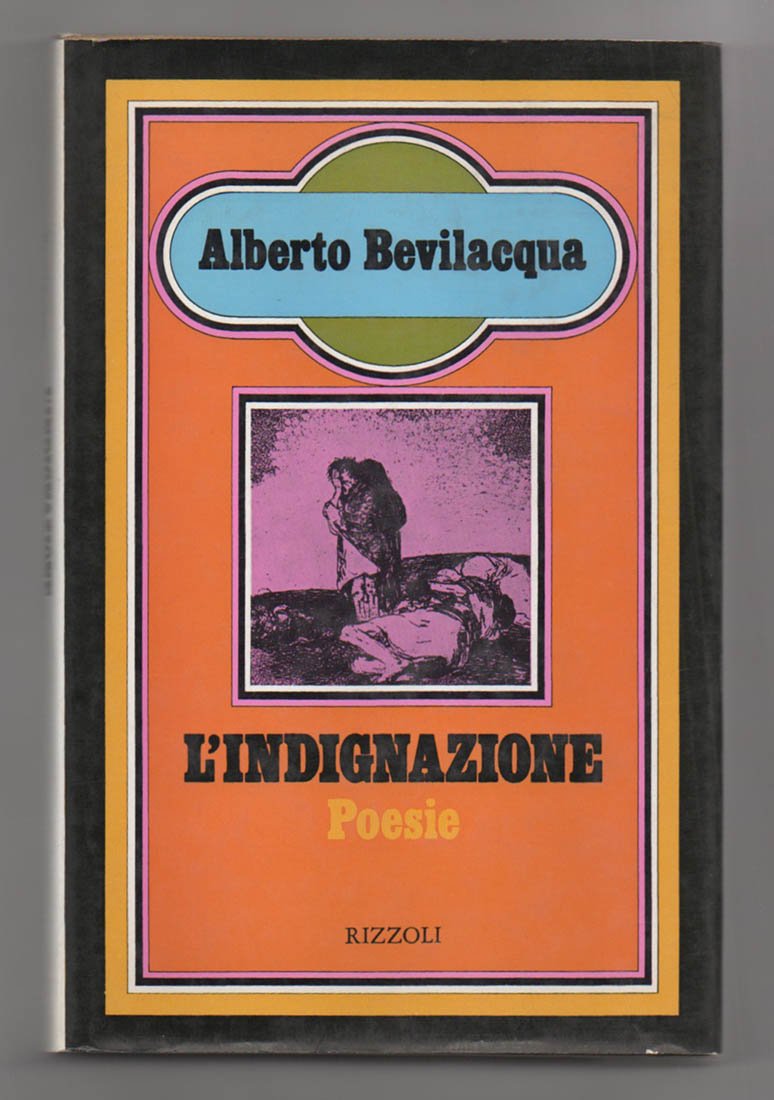 Alberto Bevilacqua
L'INDIGNAZIONE
Poesie
RIZZOLI